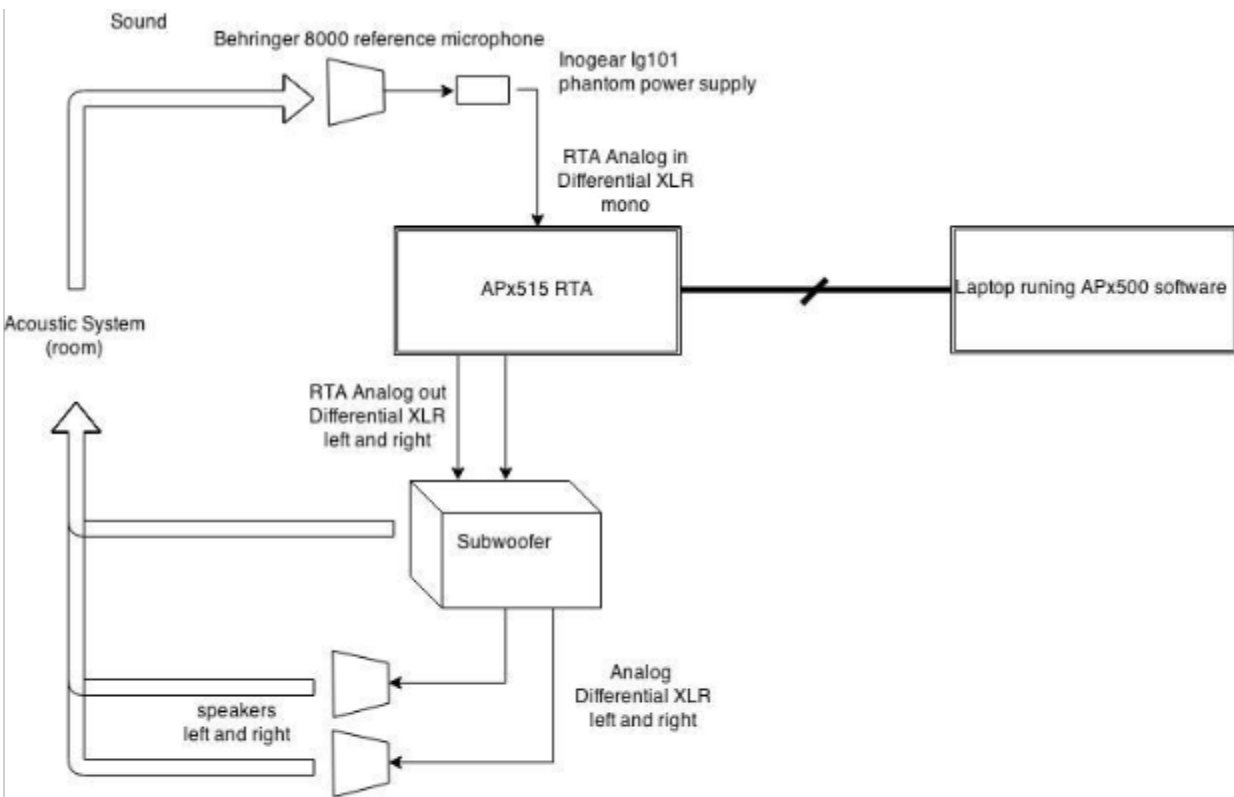 Sound
Behringer 8000 reference microphone
Inogear Ig101
phantom power supply
RTA Analog in
Differential XLR
mono
APx515 RTA
Laptop runing APx500 software
Acoustic System
(room)
RTA Analog out
Differential XLR
left and right
Subwoofer
Analog
Differential XLR
left and right
speakers
left and right